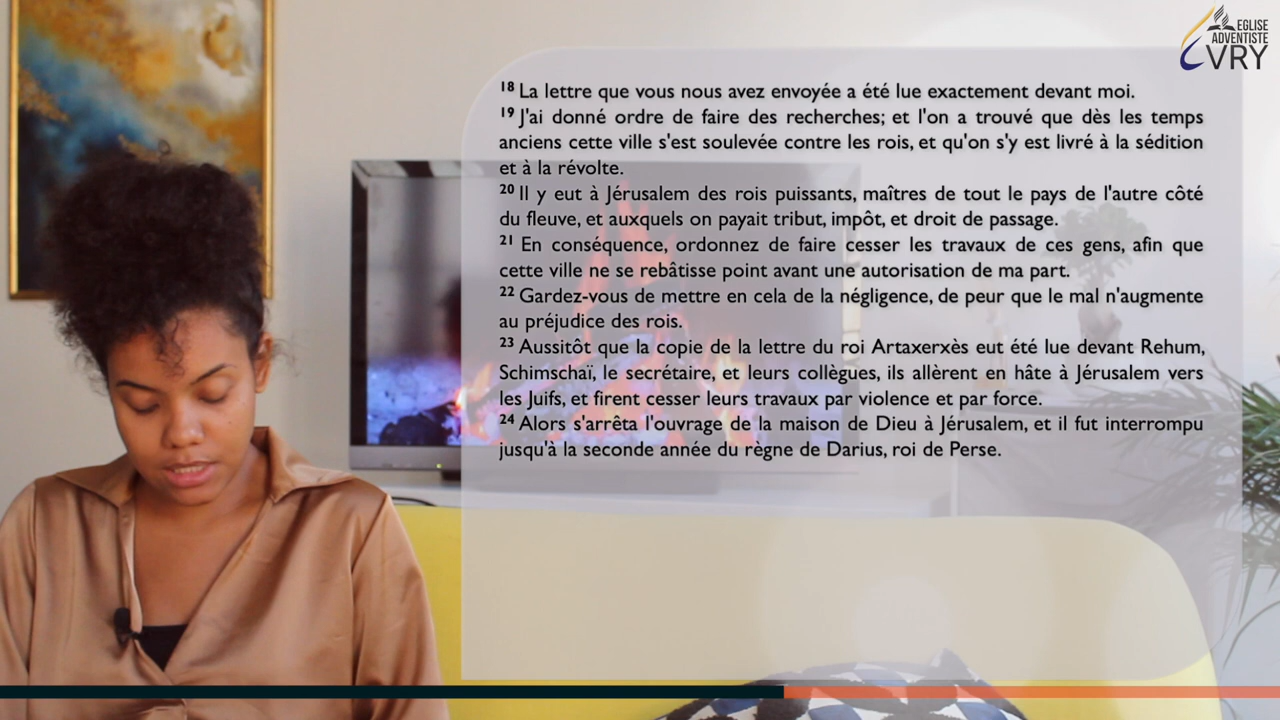 EGLISE
ADVENTISTE
VRY
18 La lettre que vous nous avez envoyée a été lue exactement devant moi.
19 J'ai donné ordre de faire des recherches; et l'on a trouvé que dès les temps
anciens cette ville s'est soulevée contre les rois, et qu'on s'y est livré à la sédition
et à la révolte.
20 Il y eut à Jérusalem des rois puissants, maîtres de tout le pays de l'autre côté
du fleuve, et auxquels on payait tribut, impôt, et droit de passage.
21 En conséquence, ordonnez de faire cesser les travaux de ces gens, afin que
cette ville ne se rebâtisse point avant une autorisation de ma part.
22 Gardez-vous de mettre en cela de la négligence, de peur que le mal n'augmente
au préjudice des rois.
23 Aussitôt que la copie de la lettre du roi Artaxerxès eut été lue devant Rehum,
Schimschaï, le secrétaire, et leurs collègues, ils allèrent en hâte à Jérusalem vers
les Juifs, et firent cesser leurs travaux par violence et par force.
24 Alors s'arrêta l'ouvrage de la maison de Dieu à Jérusalem, et il fut interrompu
jusqu'à la seconde année du règne de Darius, roi de Perse.